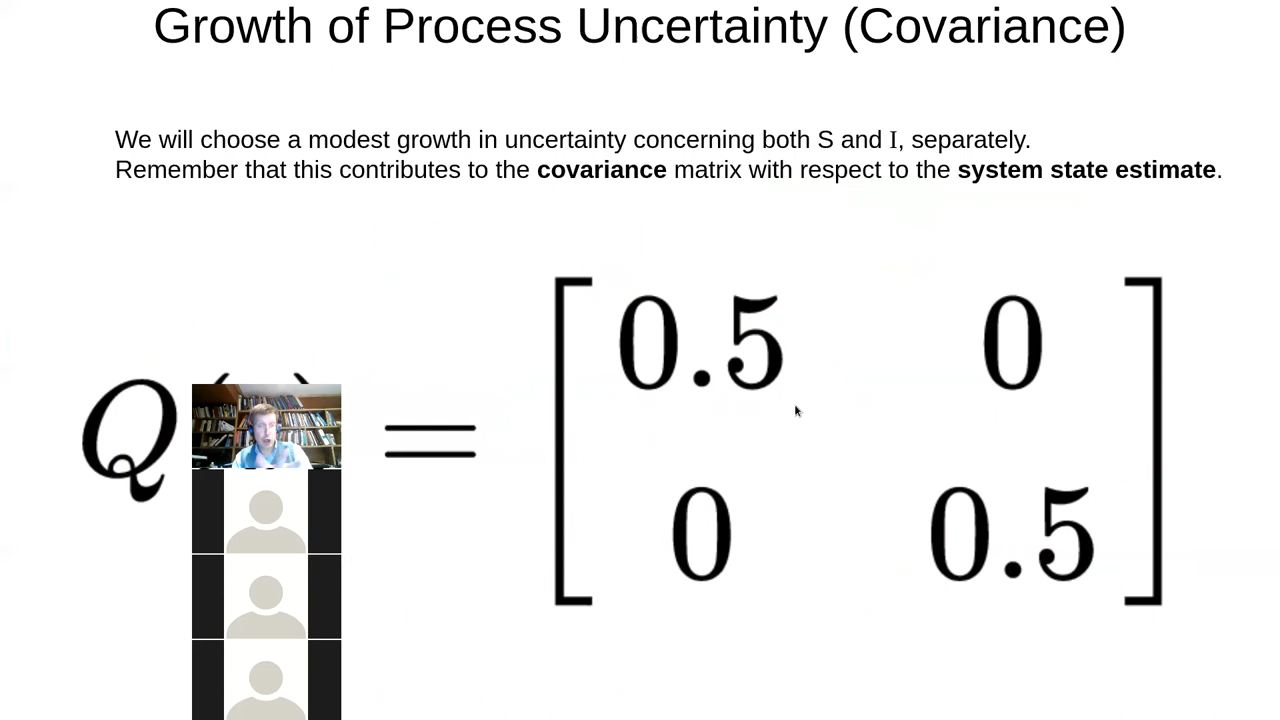 Growth of Process Uncertainty (Covariance)
We will choose a modest growth in uncertainty concerning both S and I, separately.
Remember that this contributes to the covariance matrix with respect to the system state estimate.
0.5 0
Q =
0 0.5